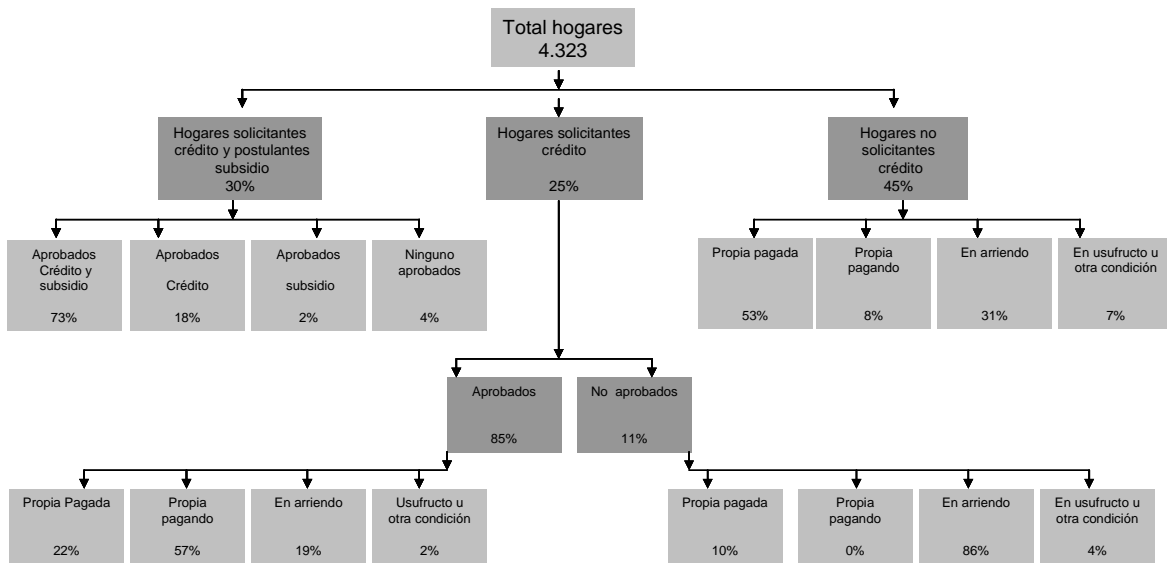 Total hogares
4.323
Hogares solicitantes
crédito y postulantes
subsidio
30%
Hogares solicitantes
crédito
25%
Hogares no
solicitantes
crédito
45%
Aprobados
Crédito y
subsidio
73%
Aprobados
Crédito
18%
Aprobados
subsidio
2%
Ninguno
aprobados
4%
Propia pagada
53%
Propia
pagando
8%
En arriendo
31%
En usufructo u
otra condición
7%
Aprobados
85%
No aprobados
11%
Propia Pagada
22%
Propia
pagando
57%
En arriendo
19%
Usufructo u
otra condición
2%
Propia pagada
10%
Propia
pagando
0%
En arriendo
86%
En usufructo u
otra condición
4%